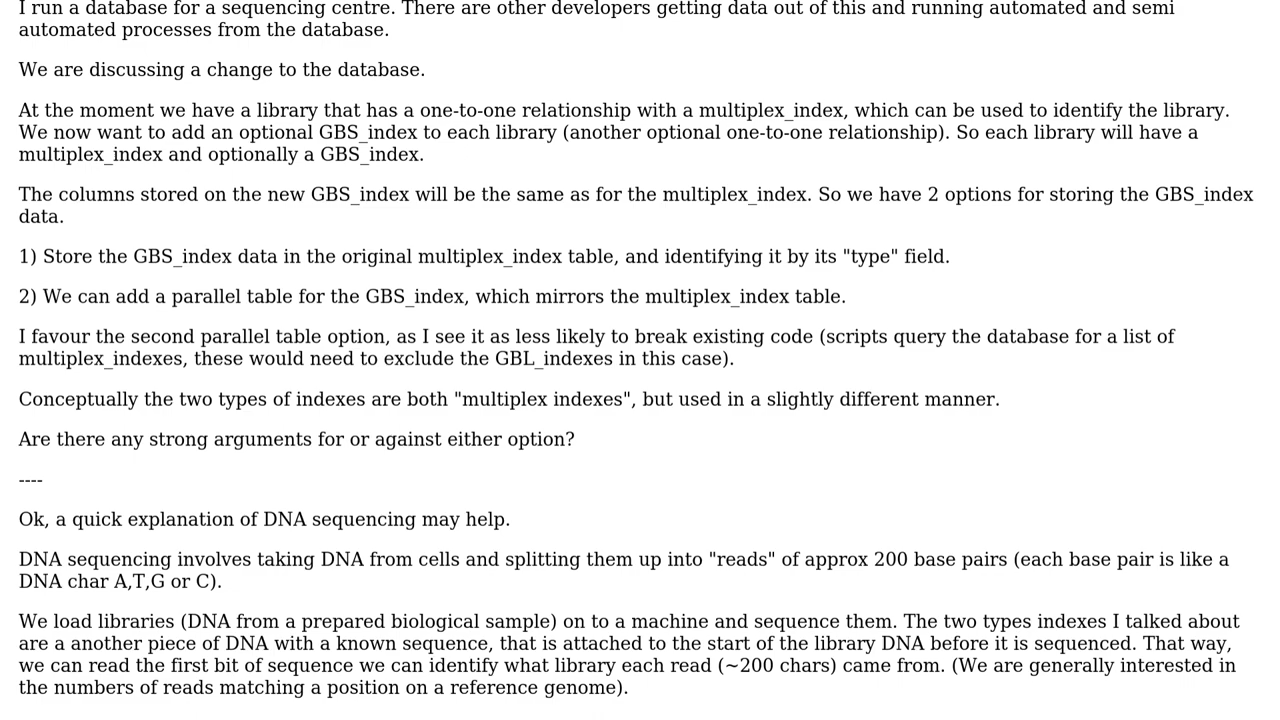 I run a database for a sequencing centre. There are other developers getting data out of this and running automated and semi
automated processes from the database.
We are discussing a change to the database.
At the moment we have a library that has a one-to-one relationship with a multiplex_index, which can be used to identify the library.
We now want to add an optional GBS_index to each library (another optional one-to-one relationship). So each library will have a
multiplex_index and optionally a GBS_index.
The columns stored on the new GBS_index will be the same as for the multiplex_index. So we have 2 options for storing the GBS_index
data.
1) Store the GBS_index data in the original multiplex_index table, and identifying it by its "type" field.
2) We can add a parallel table for the GBS_index, which mirrors the multiplex_index table.
I favour the second parallel table option, as I see it as less likely to break existing code (scripts query the database for a list of
multiplex_indexes, these would need to exclude the GBL_indexes in this case).
Conceptually the two types of indexes are both "multiplex indexes", but used in a slightly different manner.
Are there any strong arguments for or against either option?
----
Ok, a quick explanation of DNA sequencing may help.
DNA sequencing involves taking DNA from cells and splitting them up into "reads" of approx 200 base pairs (each base pair is like a
DNA char A,T,G or C).
We load libraries (DNA from a prepared biological sample) on to a machine and sequence them. The two types indexes I talked about
are a another piece of DNA with a known sequence, that is attached to the start of the library DNA before it is sequenced. That way,
we can read the first bit of sequence we can identify what library each read (~200 chars) came from. (We are generally interested in
the numbers of reads matching a position on a reference genome).